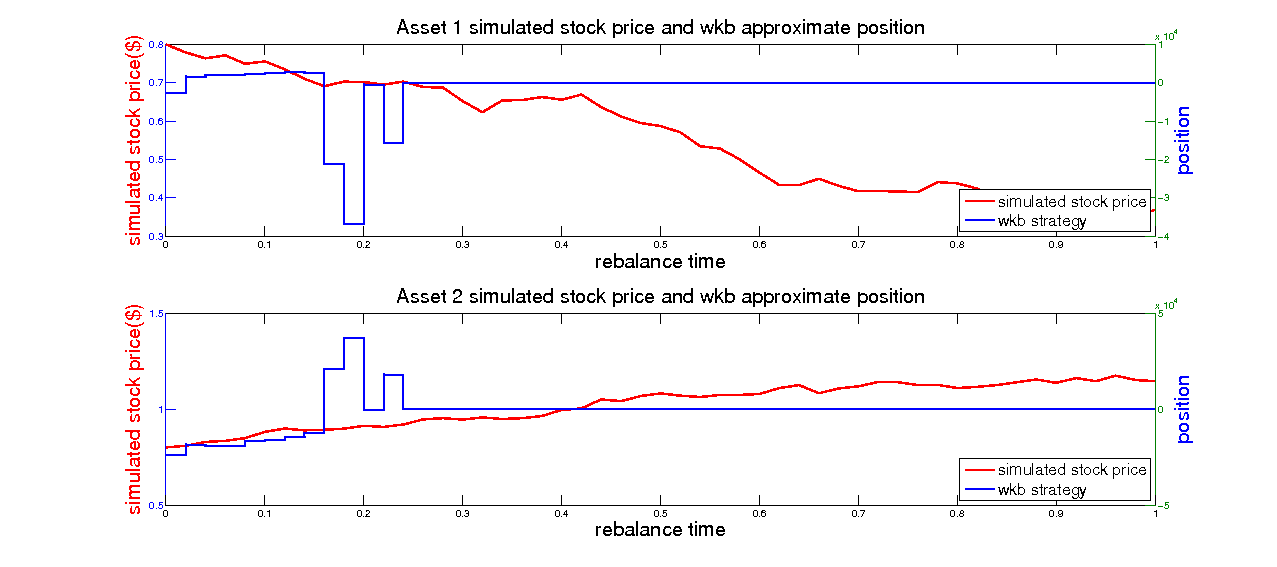 Asset 1 simulated stock price and wkb approximate position
x 10^4
simulated stock price($)
0.8
0.7
0.6
0.5
0.4
0.3
1
0
−1
−2
−3
−4
position
simulated stock price
wkb strategy
0 0.1 0.2 0.3 0.4 0.5 0.6 0.7 0.8 0.9 1
rebalance time
Asset 2 simulated stock price and wkb approximate position
x 10^4
simulated stock price($)
1.5
1
0.5
5
0
−5
position
simulated stock price
wkb strategy
0 0.1 0.2 0.3 0.4 0.5 0.6 0.7 0.8 0.9 1
rebalance time